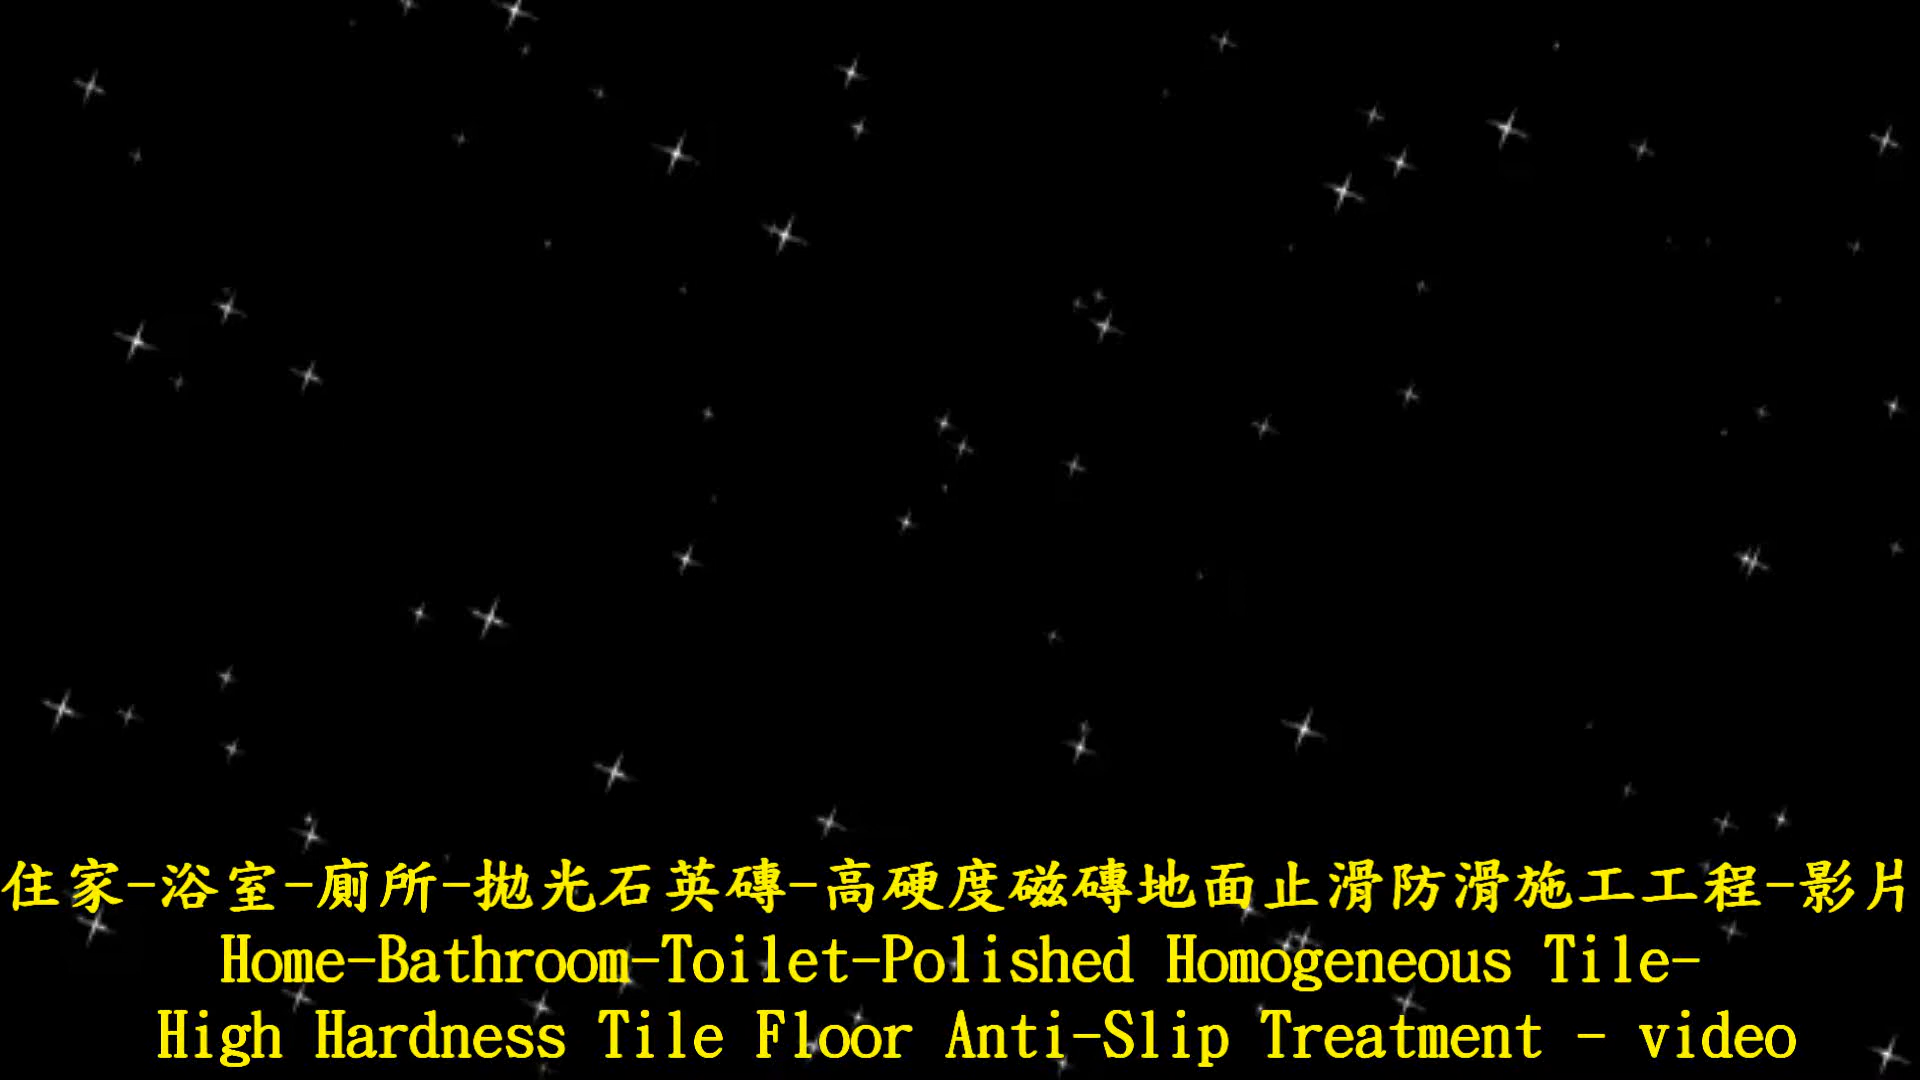 住家-浴室-廁所-拋光石英磚-高硬度磁磚地面止滑防滑施工工程-影片
Home-Bathroom-Toilet-Polished Homogeneous Tile-
High Hardness Tile Floor Anti-Slip Treatment - video